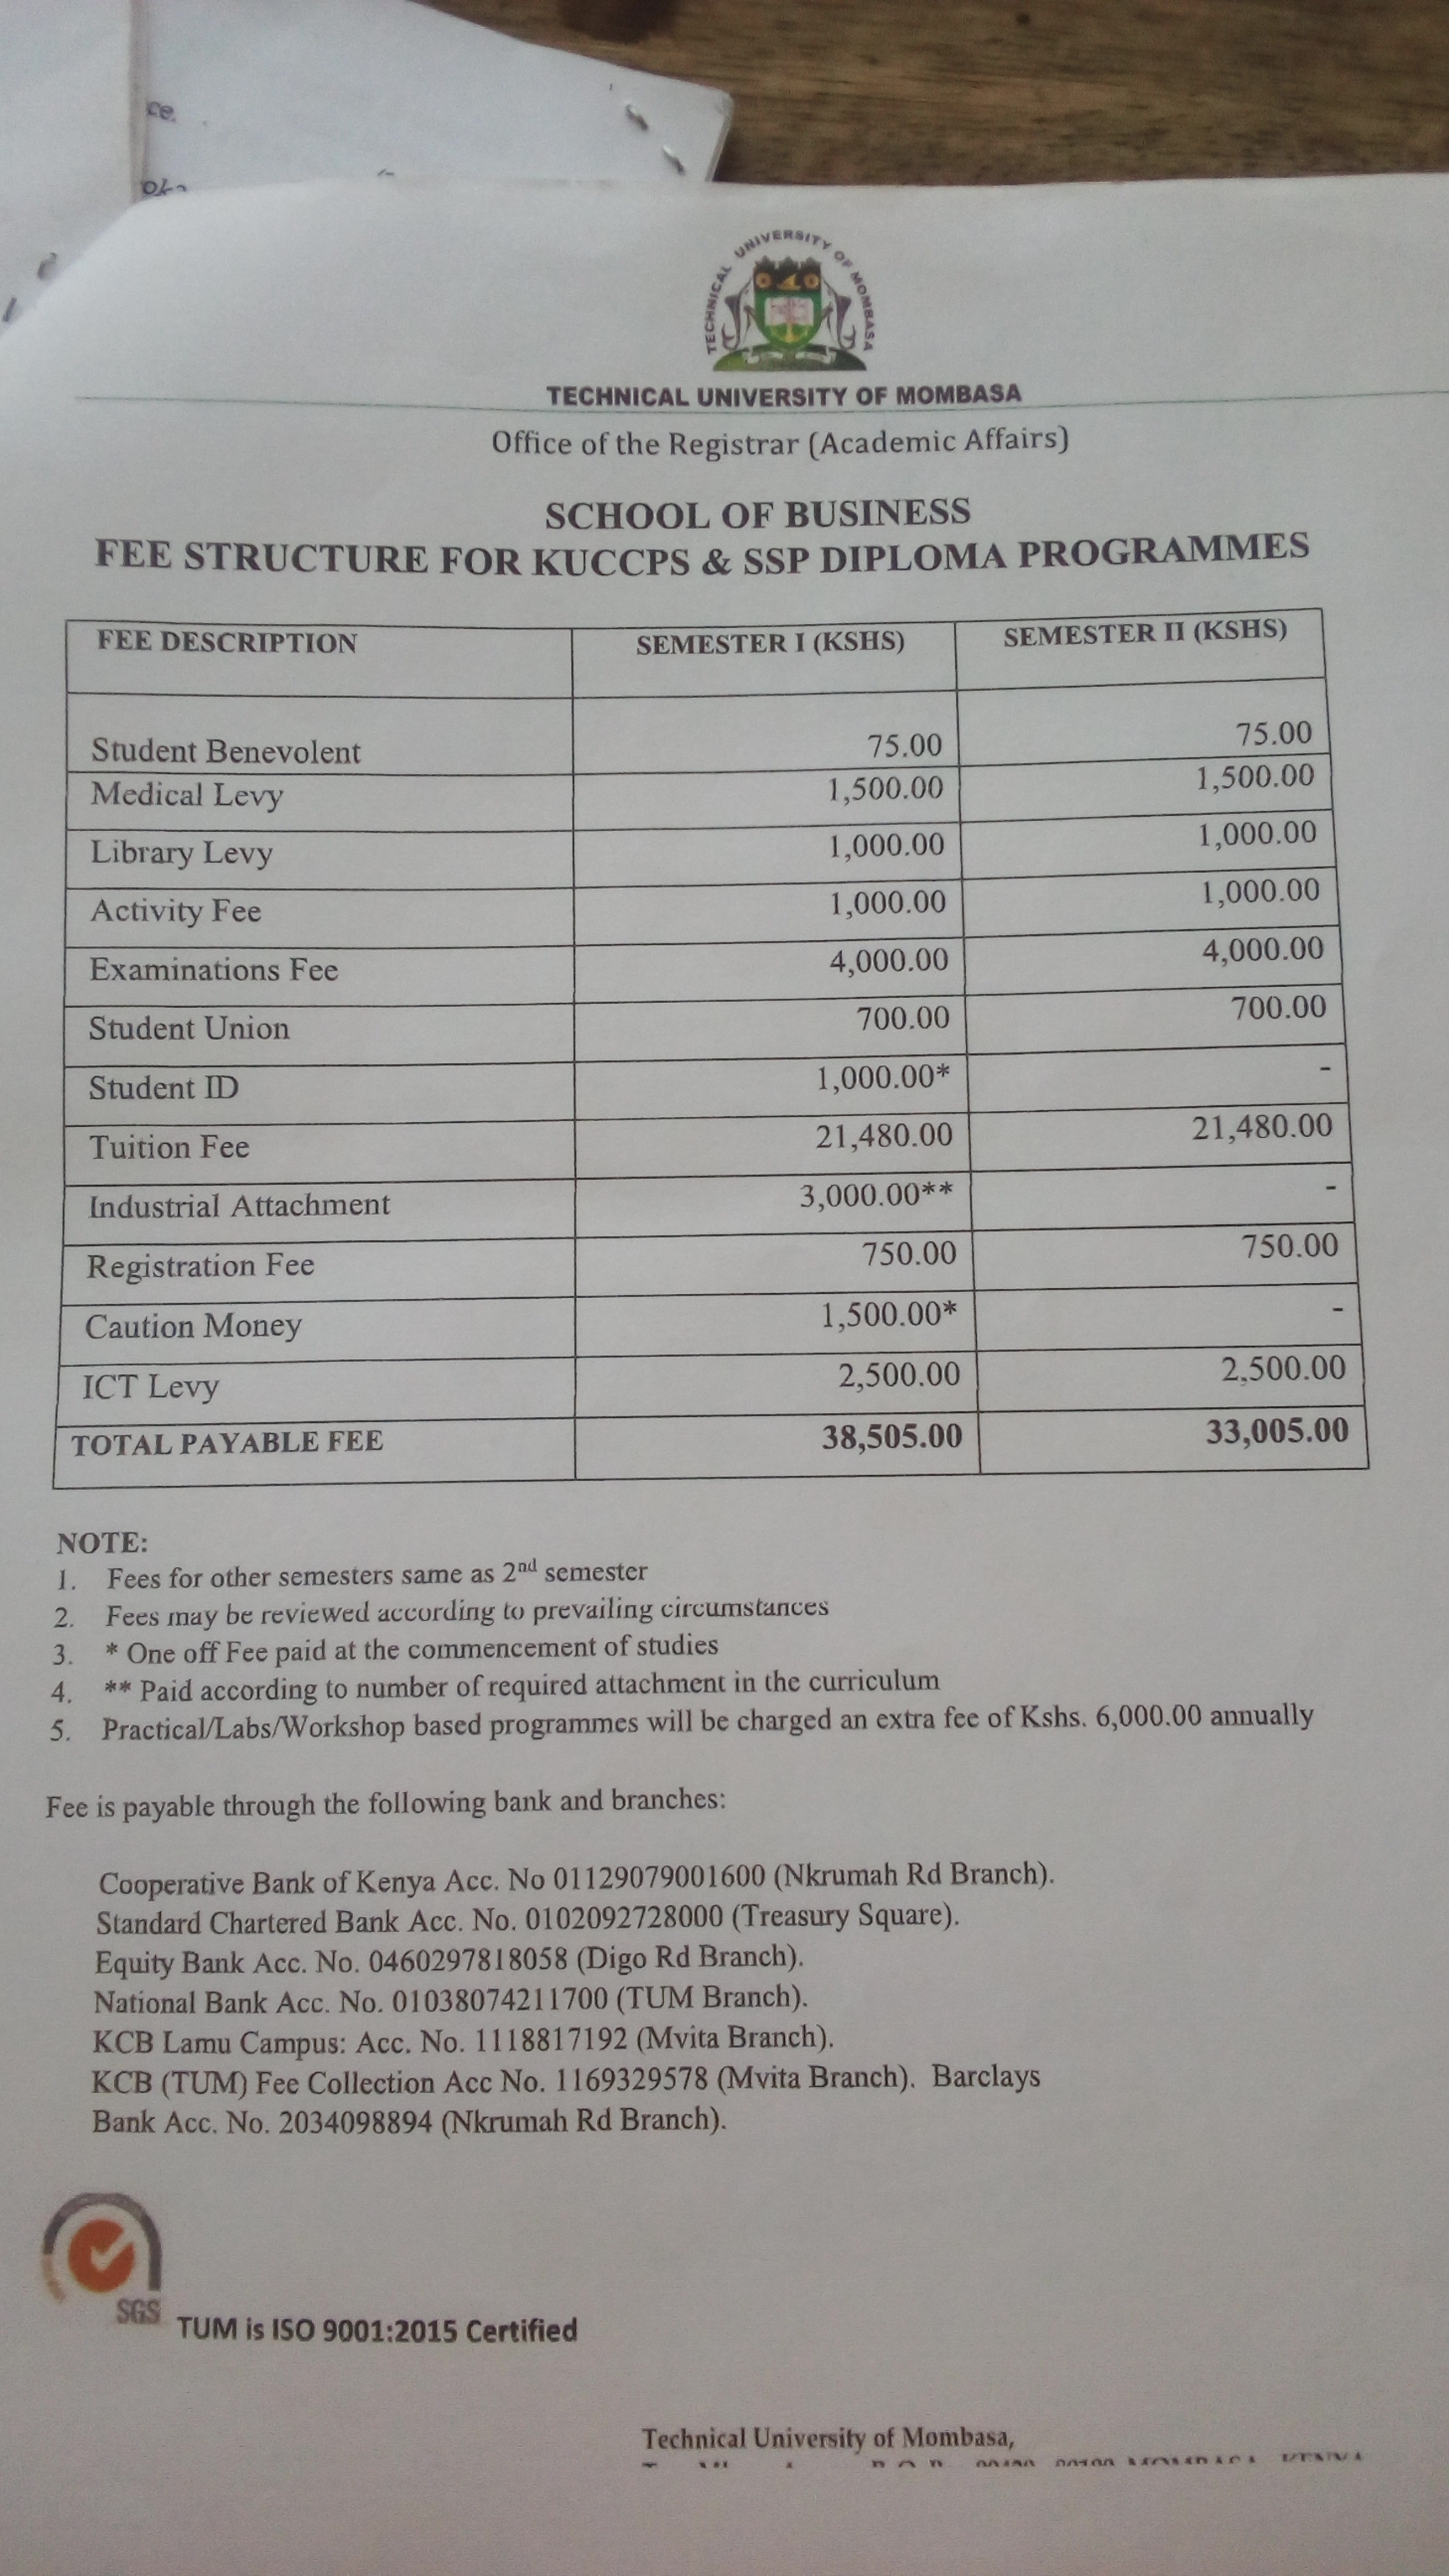 ce.
TECHNICAL UNIVERSITY OF MOMBASA
TECHNICAL UNIVERSITY OF MOMBASA
Office of the Registrar (Academic Affairs)
SCHOOL OF BUSINESS
FEE STRUCTURE FOR KUCCPS & SSP DIPLOMA PROGRAMMES
FEE DESCRIPTION SEMESTER I (KSHS) SEMESTER II (KSHS)
Student Benevolent 75.00 75.00
Medical Levy 1,500.00 1,500.00
Library Levy 1,000.00 1,000.00
Activity Fee 1,000.00 1,000.00
Examinations Fee 4,000.00 4,000.00
Student Union 700.00 700.00
Student ID 1,000.00* -
Tuition Fee 21,480.00 21,480.00
Industrial Attachment 3,000.00** -
Registration Fee 750.00 750.00
Caution Money 1,500.00* -
ICT Levy 2,500.00 2,500.00
TOTAL PAYABLE FEE 38,505.00 33,005.00
NOTE:
1. Fees for other semesters same as 2nd semester
2. Fees may be reviewed according to prevailing circumstances
3. * One off Fee paid at the commencement of studies
4. ** Paid according to number of required attachment in the curriculum
5. Practical/Labs/Workshop based programmes will be charged an extra fee of Kshs. 6,000.00 annually
Fee is payable through the following bank and branches:
Cooperative Bank of Kenya Acc. No 01129079001600 (Nkrumah Rd Branch).
Standard Chartered Bank Acc. No. 0102092728000 (Treasury Square).
Equity Bank Acc. No. 0460297818058 (Digo Rd Branch).
National Bank Acc. No. 01038074211700 (TUM Branch).
KCB Lamu Campus: Acc. No. 1118817192 (Mvita Branch).
KCB (TUM) Fee Collection Acc No. 1169329578 (Mvita Branch). Barclays
Bank Acc. No. 2034098894 (Nkrumah Rd Branch).
SGS
TUM is ISO 9001:2015 Certified
Technical University of Mombasa,